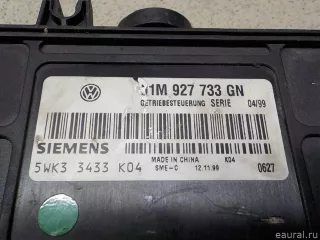 01M 927 733 GN
GETRIEBESTEUERUNG SERIE 04/99
SIEMENS
MADE IN CHINA K04
5WK3 3433 K04
SME-C 12.11.99 0627
© eaural.ru